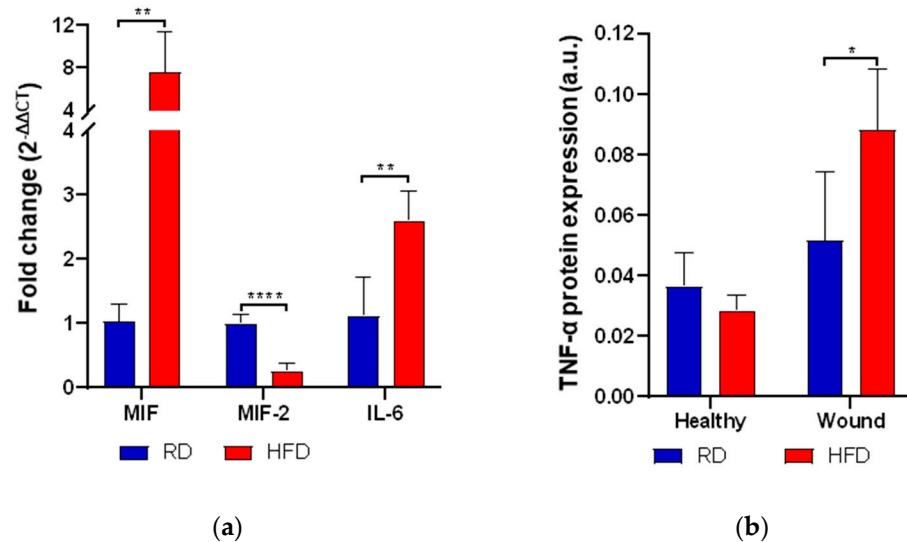 Fold change (2^-ΔΔCT)
12
8
4
4
3
2
1
0
**
****
**
MIF MIF-2 IL-6
RD HFD
(a)
TNF-α protein expression (a.u.)
0.12
0.10
0.08
0.06
0.04
0.02
0.00
*
Healthy Wound
RD HFD
(b)